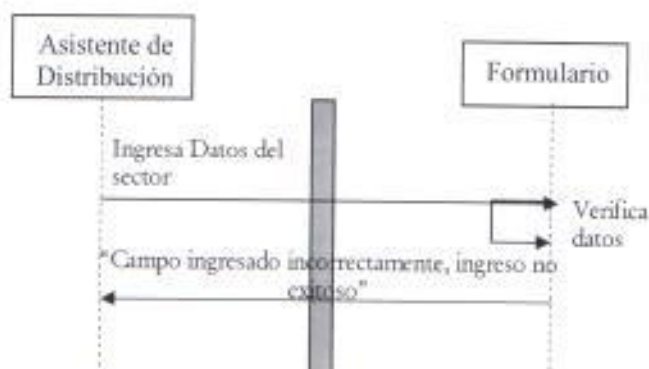 Asistente de
Distribución
Formulario
Ingresa Datos del
sector
Verifica
datos
"Campo ingresado incorrectamente, ingreso no
exitoso"